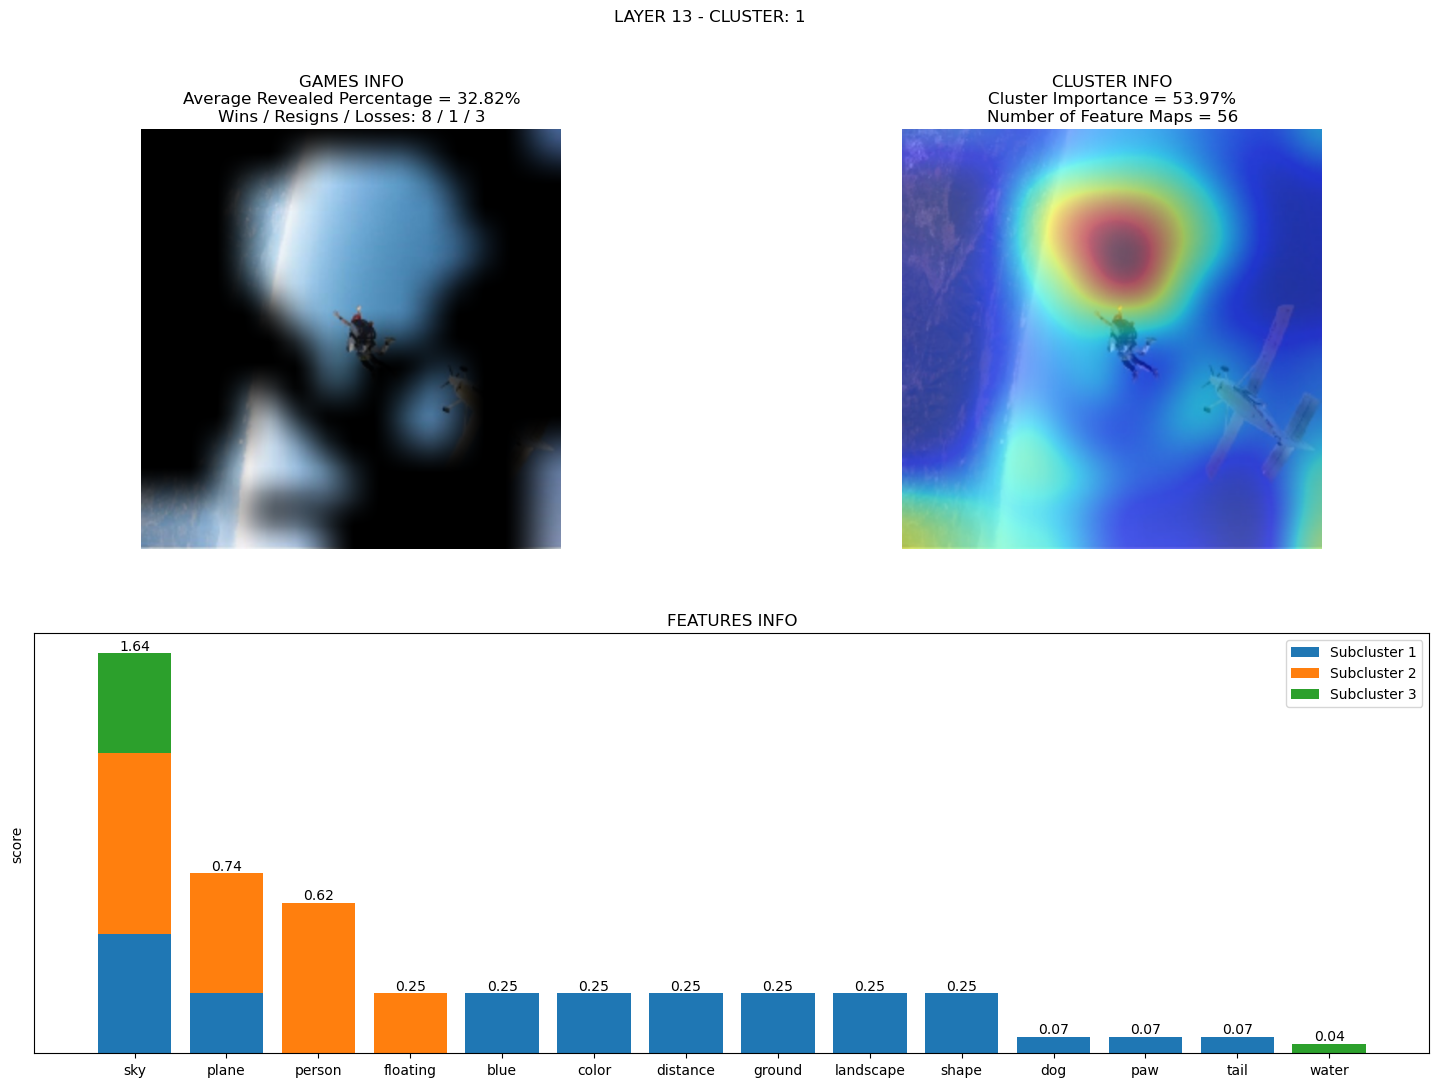 LAYER 13 - CLUSTER: 1
GAMES INFO
Average Revealed Percentage = 32.82%
Wins / Resigns / Losses: 8 / 1 / 3
CLUSTER INFO
Cluster Importance = 53.97%
Number of Feature Maps = 56
FEATURES INFO
score
1.64
0.74
0.62
0.25
0.25
0.25
0.25
0.25
0.25
0.25
0.07
0.07
0.07
0.04
Subcluster 1
Subcluster 2
Subcluster 3
sky
plane
person
floating
blue
color
distance
ground
landscape
shape
dog
paw
tail
water